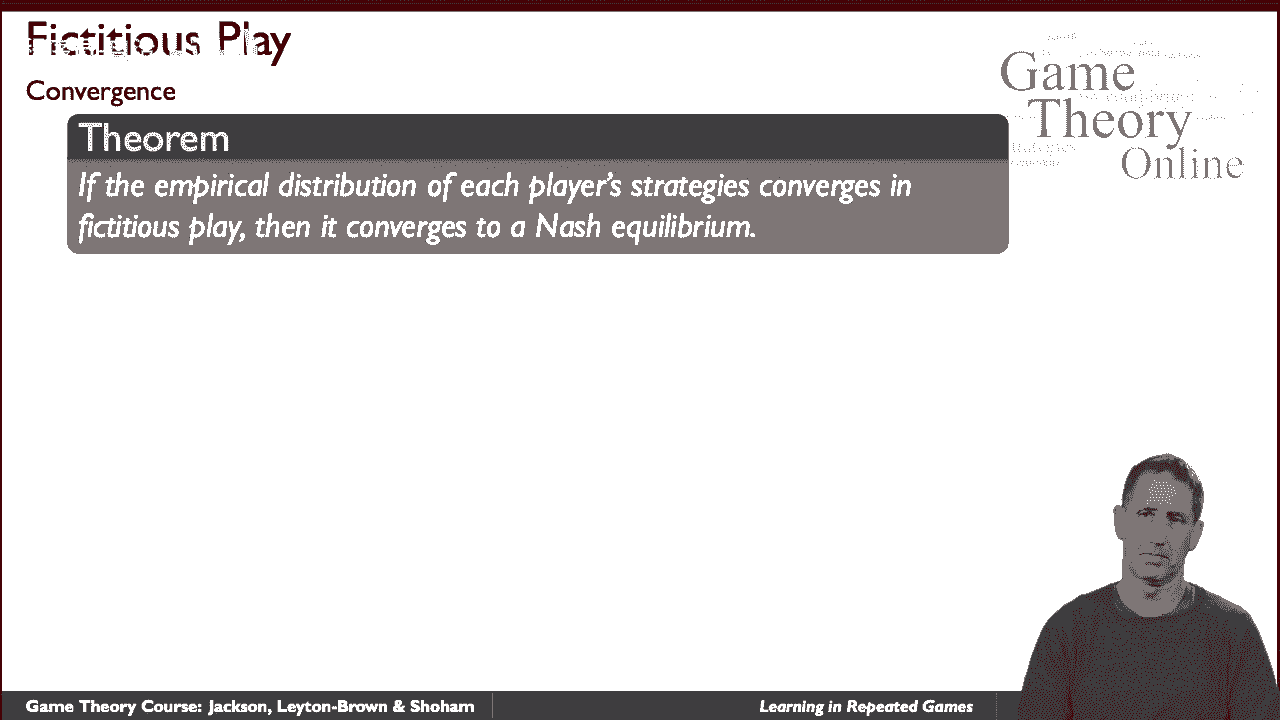 Fictitious Play
Convergence
Game
Theory
Online
Theorem
If the empirical distribution of each player's strategies converges in
fictitious play, then it converges to a Nash equilibrium.
Game Theory Course: Jackson, Leyton-Brown & Shoham
Learning in Repeated Games